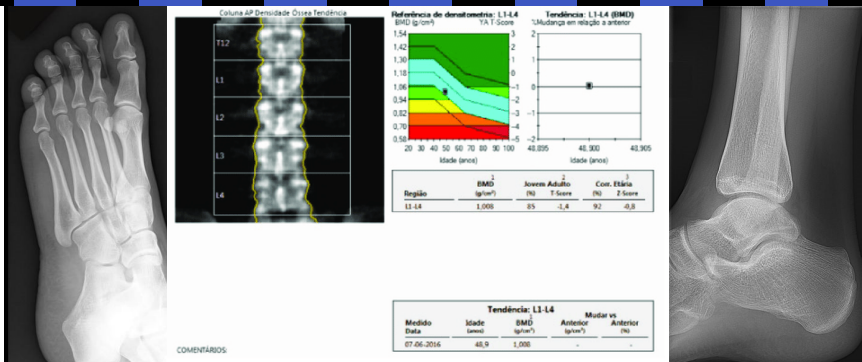 Coluna AP Densidade Óssea Tendência
T12
L1
L2
L3
L4
COMENTÁRIOS:
Referência de densitometria: L1-L4
BMD (g/cm²) YA T-Score
1,54 3
1,42 2
1,30 1
1,18 0
1,06 -1
0,94 -2
0,82 -3
0,70 -4
0,58 -5
20 30 40 50 60 70 80 90 100
Idade (anos)
Tendência: L1-L4 (BMD)
%Mudança em relação a anterior
2
1
0
-1
-2
48,895 48,900 48,905
Idade (anos)
1 2 3
BMD Jovem Adulto Corr. Etária
Região (g/cm²) (%) T-Score (%) Z-Score
L1-L4 1,008 85 -1,4 92 -0,8
Tendência: L1-L4
1
Mudar vs
Medido Idade BMD Anterior Anterior
Data (anos) (g/cm²) (g/cm²) (%)
07-06-2016 48,9 1,008 - -